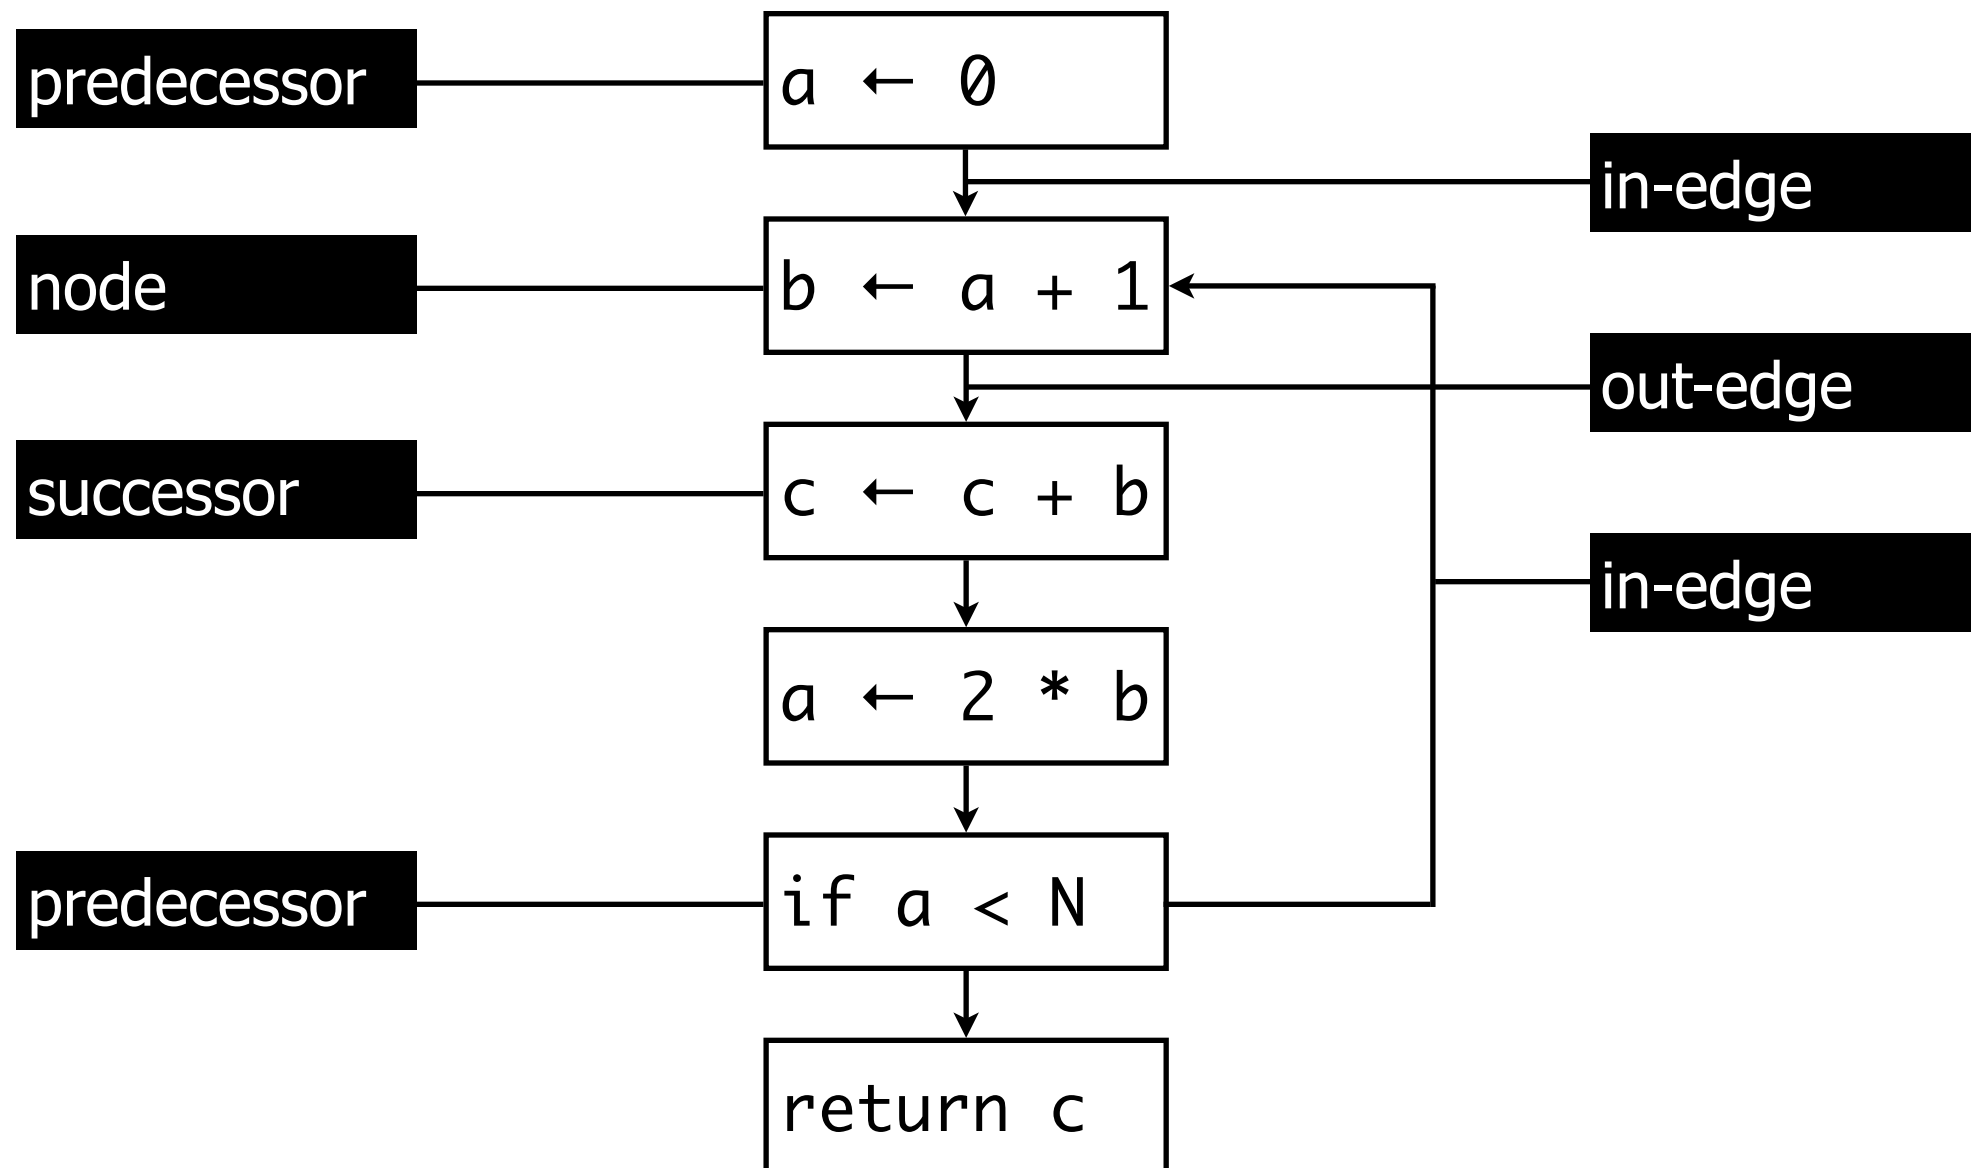 predecessor
a ← 0
in-edge
node
b ← a + 1
out-edge
successor
c ← c + b
in-edge
a ← 2 * b
predecessor
if a < N
return c